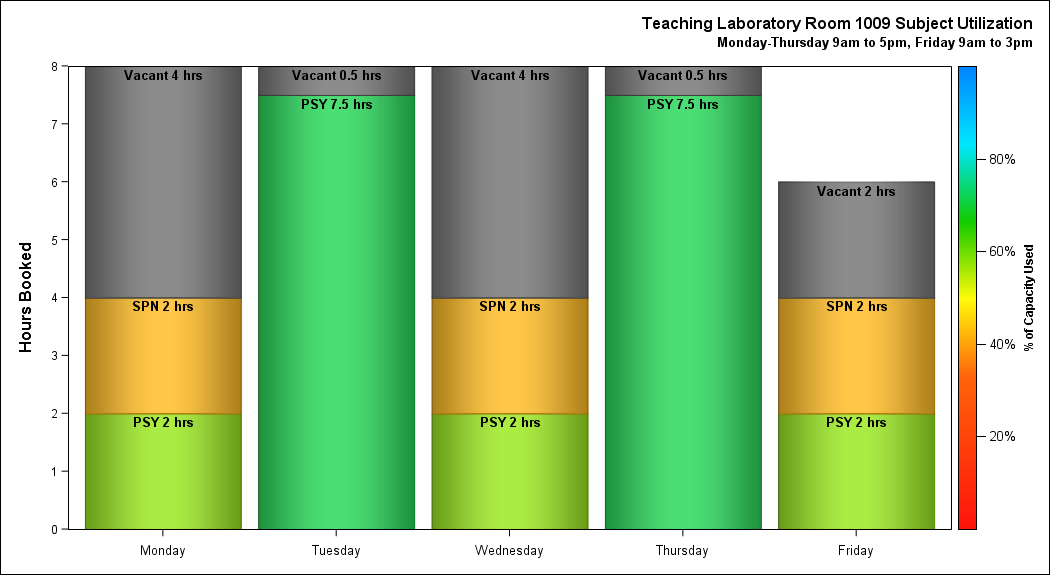 Teaching Laboratory Room 1009 Subject Utilization
Monday-Thursday 9am to 5pm, Friday 9am to 3pm
Hours Booked
8
7
6
5
4
3
2
1
0
Vacant 4 hrs
SPN 2 hrs
PSY 2 hrs
Vacant 0.5 hrs
PSY 7.5 hrs
Vacant 4 hrs
SPN 2 hrs
PSY 2 hrs
Vacant 0.5 hrs
PSY 7.5 hrs
Vacant 2 hrs
SPN 2 hrs
PSY 2 hrs
Monday
Tuesday
Wednesday
Thursday
Friday
80%
60%
40%
20%
% of Capacity Used